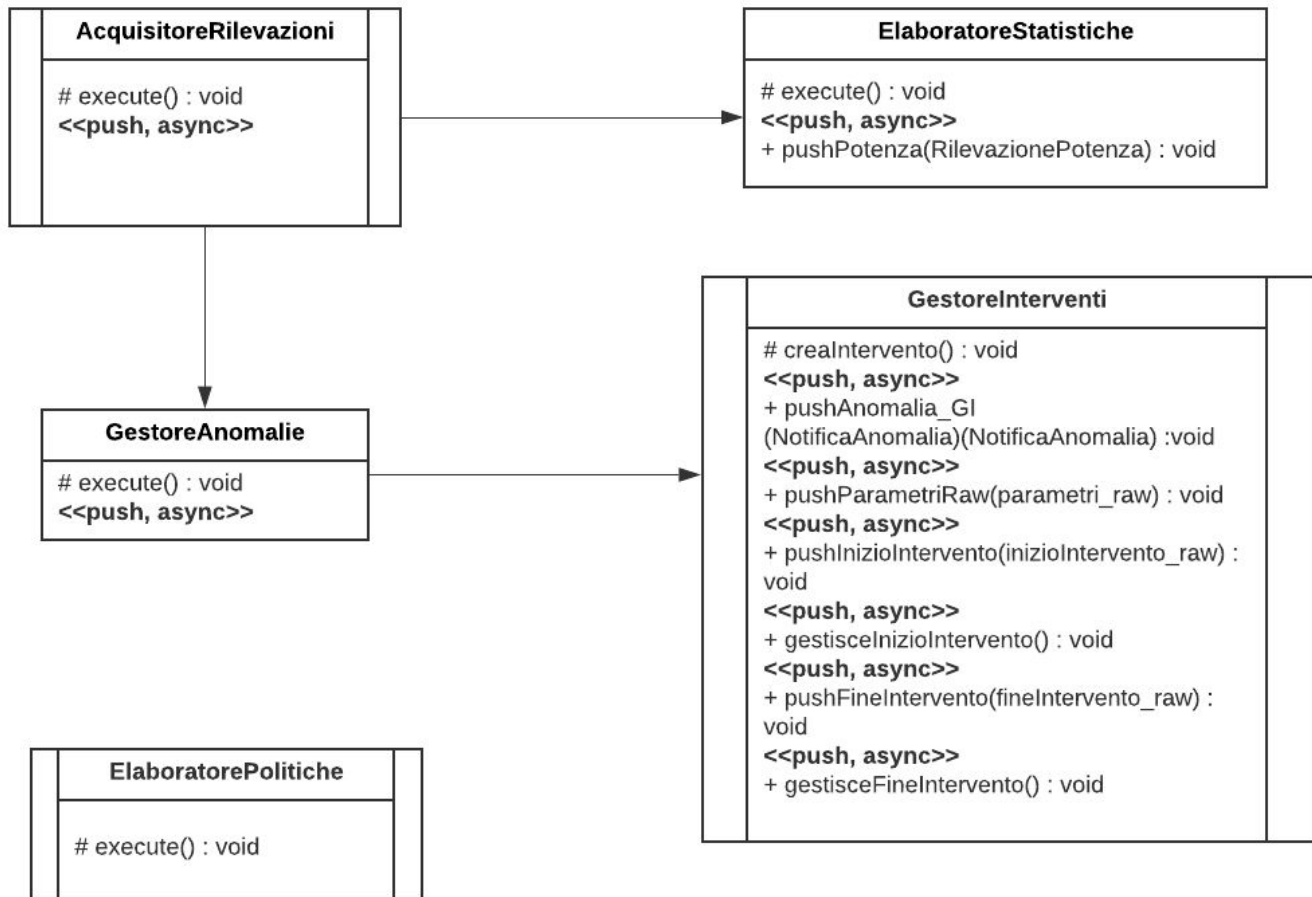 AcquisitoreRilevazioni
# execute() : void
<<push, async>>
ElaboratoreStatistiche
# execute() : void
<<push, async>>
+ pushPotenza(RilevazionePotenza) : void
GestoreAnomalie
# execute() : void
<<push, async>>
GestoreInterventi
# creaIntervento() : void
<<push, async>>
+ pushAnomalia_GI
(NotificaAnomalia)(NotificaAnomalia) :void
<<push, async>>
+ pushParametriRaw(parametri_raw) : void
<<push, async>>
+ pushInizioIntervento(inizioIntervento_raw) :
void
<<push, async>>
+ gestisceInizioIntervento() : void
<<push, async>>
+ pushFineIntervento(fineIntervento_raw) :
void
<<push, async>>
+ gestisceFineIntervento() : void
ElaboratorePolitiche
# execute() : void